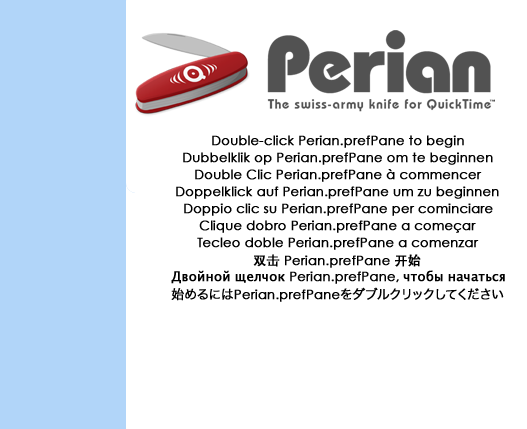 Perian
The swiss-army knife for QuickTime™
Double-click Perian.prefPane to begin
Dubbelklik op Perian.prefPane om te beginnen
Double Clic Perian.prefPane à commencer
Doppelklick auf Perian.prefPane um zu beginnen
Doppio clic su Perian.prefPane per cominciare
Clique dobro Perian.prefPane a começar
Tecleo doble Perian.prefPane a comenzar
双击 Perian.prefPane 开始
Двойной щелчок Perian.prefPane, чтобы начаться
始めるにはPerian.prefPaneをダブルクリックしてください